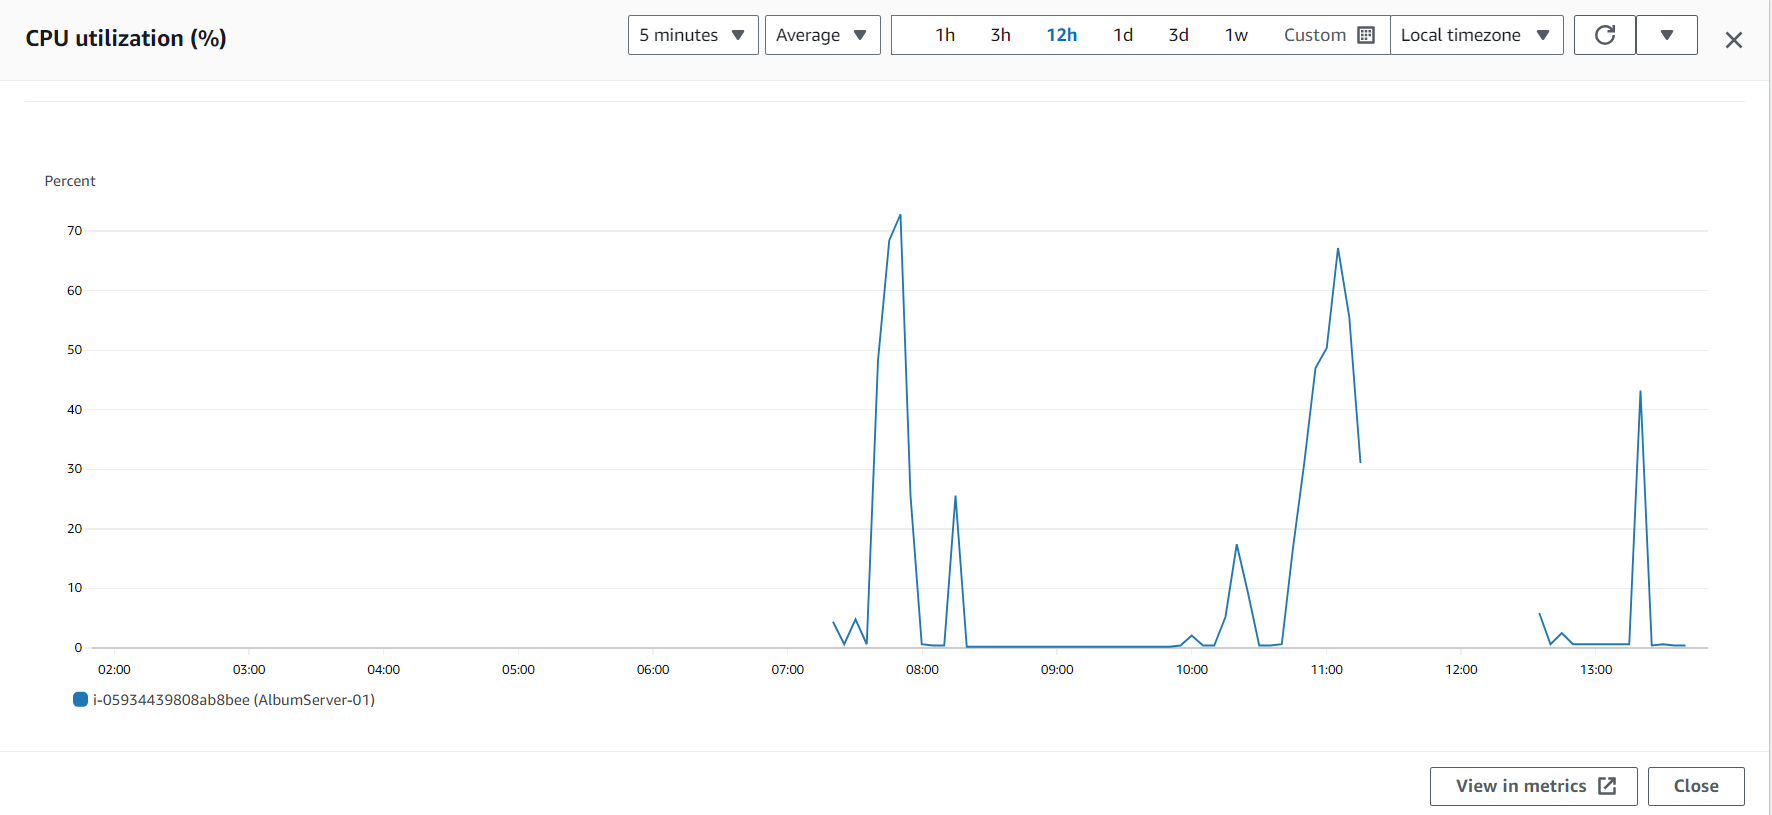 CPU utilization (%)
5 minutes
Average
1h 3h 12h 1d 3d 1w Custom
Local timezone
Percent
70
60
50
40
30
20
10
0
02:00 03:00 04:00 05:00 06:00 07:00 08:00 09:00 10:00 11:00 12:00 13:00
i-05934439808ab8bee (AlbumServer-01)
View in metrics
Close